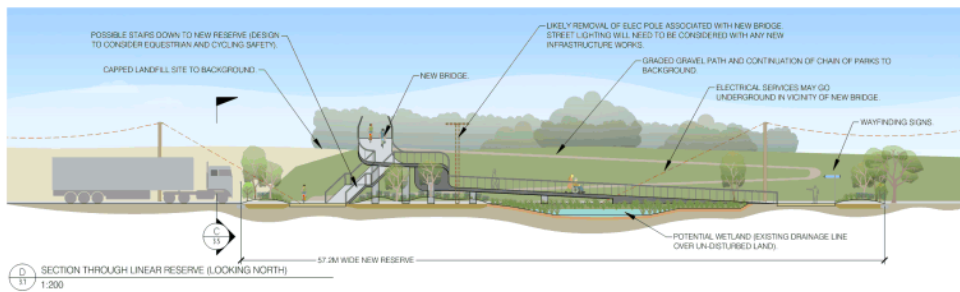 POSSIBLE STAIRS DOWN TO NEW RESERVE (DESIGN
TO CONSIDER EQUESTRIAN AND CYCLING SAFETY).
CAPPED LANDFILL SITE TO BACKGROUND.
NEW BRIDGE.
LIKELY REMOVAL OF ELEC POLE ASSOCIATED WITH NEW BRIDGE.
STREET LIGHTING WILL NEED TO BE CONSIDERED WITH ANY NEW
INFRASTRUCTURE WORKS.
GRADED GRAVEL PATH AND CONTINUATION OF CHAIN OF PARKS TO
BACKGROUND.
ELECTRICAL SERVICES MAY GO
UNDERGROUND IN VICINITY OF NEW BRIDGE.
WAYFINDING SIGNS.
C
POTENTIAL WETLAND (EXISTING DRAINAGE LINE
OVER UN-DISTURBED LAND).
57.2M WIDE NEW RESERVE
D
SECTION THROUGH LINEAR RESERVE (LOOKING NORTH)
1:200